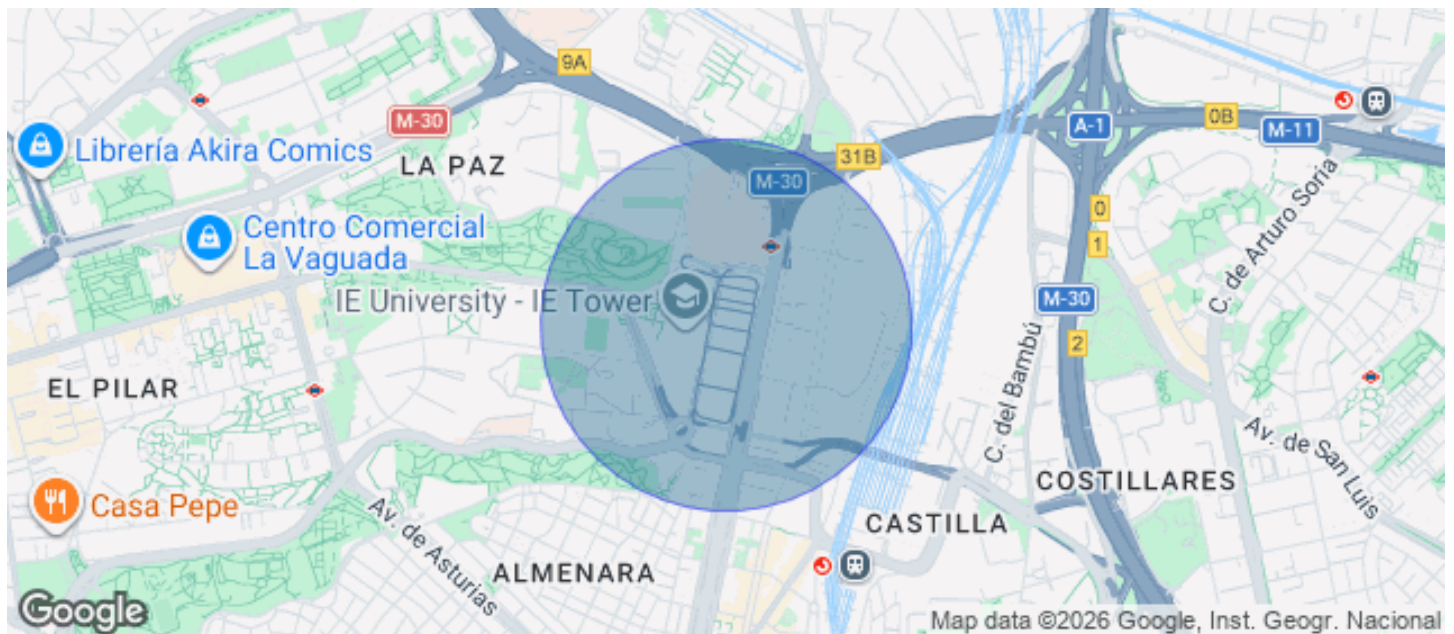 9A
M-30
A-1
0B
M-11
Librería Akira Comics
LA PAZ
31B
M-30
Centro Comercial
La Vaguada
0
1
C. de Arturo Soria
IE University - IE Tower
M-30
2
EL PILAR
C. del Bambú
Av. de San Luis
COSTILLARES
Casa Pepe
Av. de Asturias
CASTILLA
ALMENARA
Google
Map data ©2026 Google, Inst. Geogr. Nacional